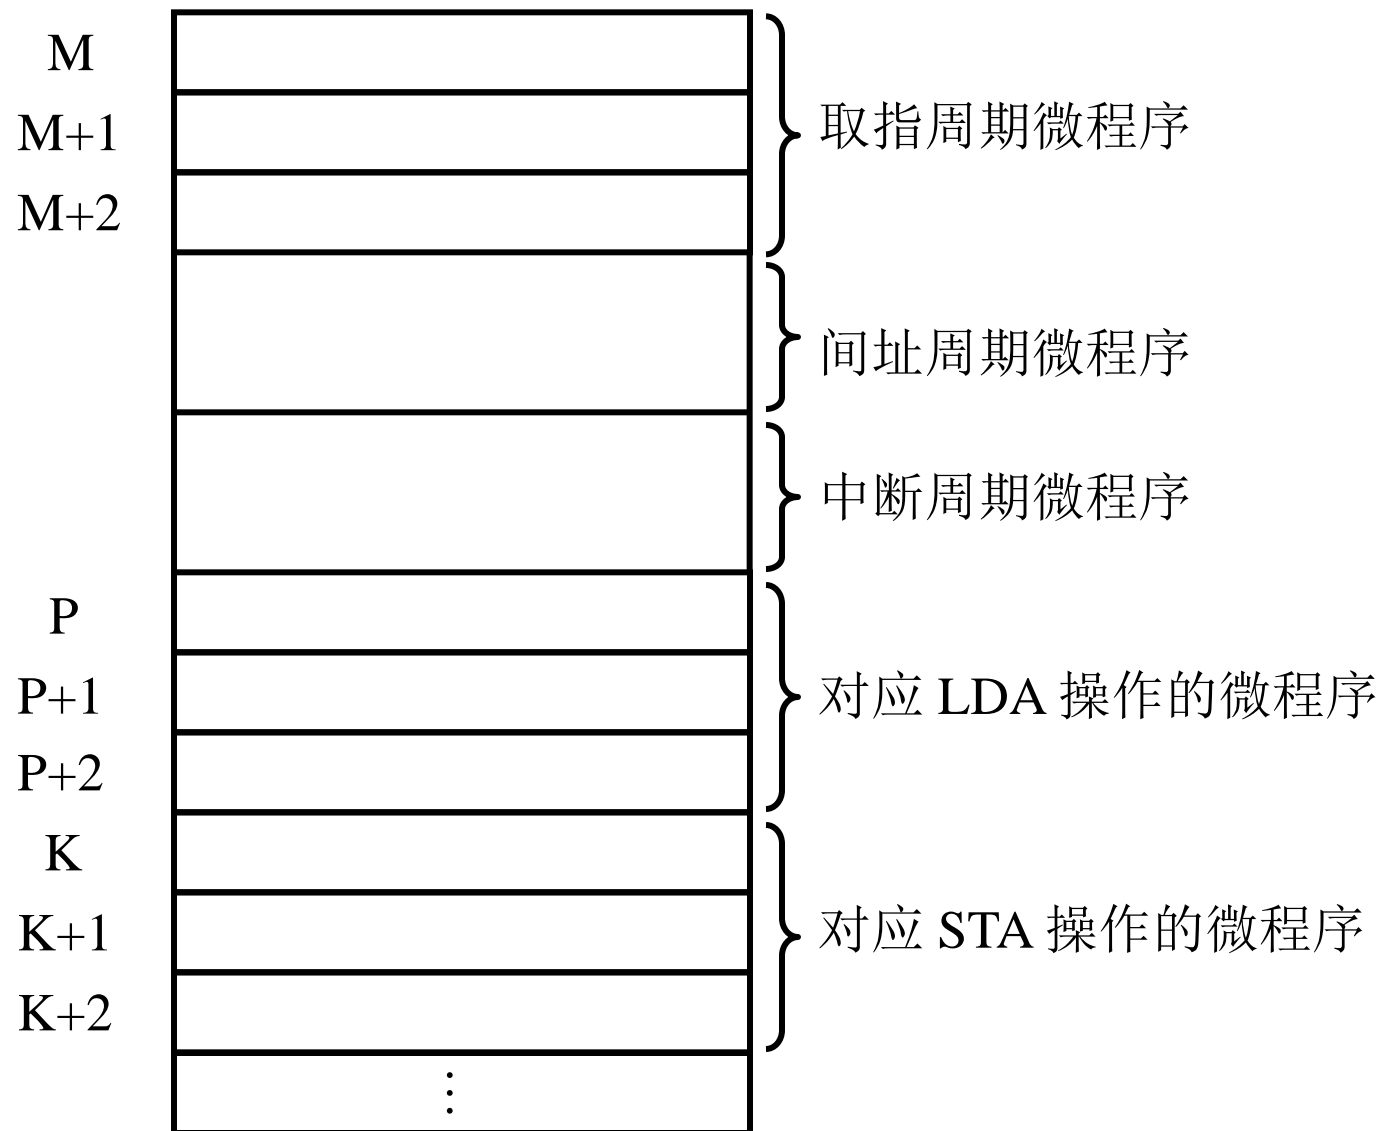 M
M+1
取指周期微程序
M+2
间址周期微程序
中断周期微程序
P
P+1
对应 LDA 操作的微程序
P+2
K
K+1
对应 STA 操作的微程序
K+2
⋮